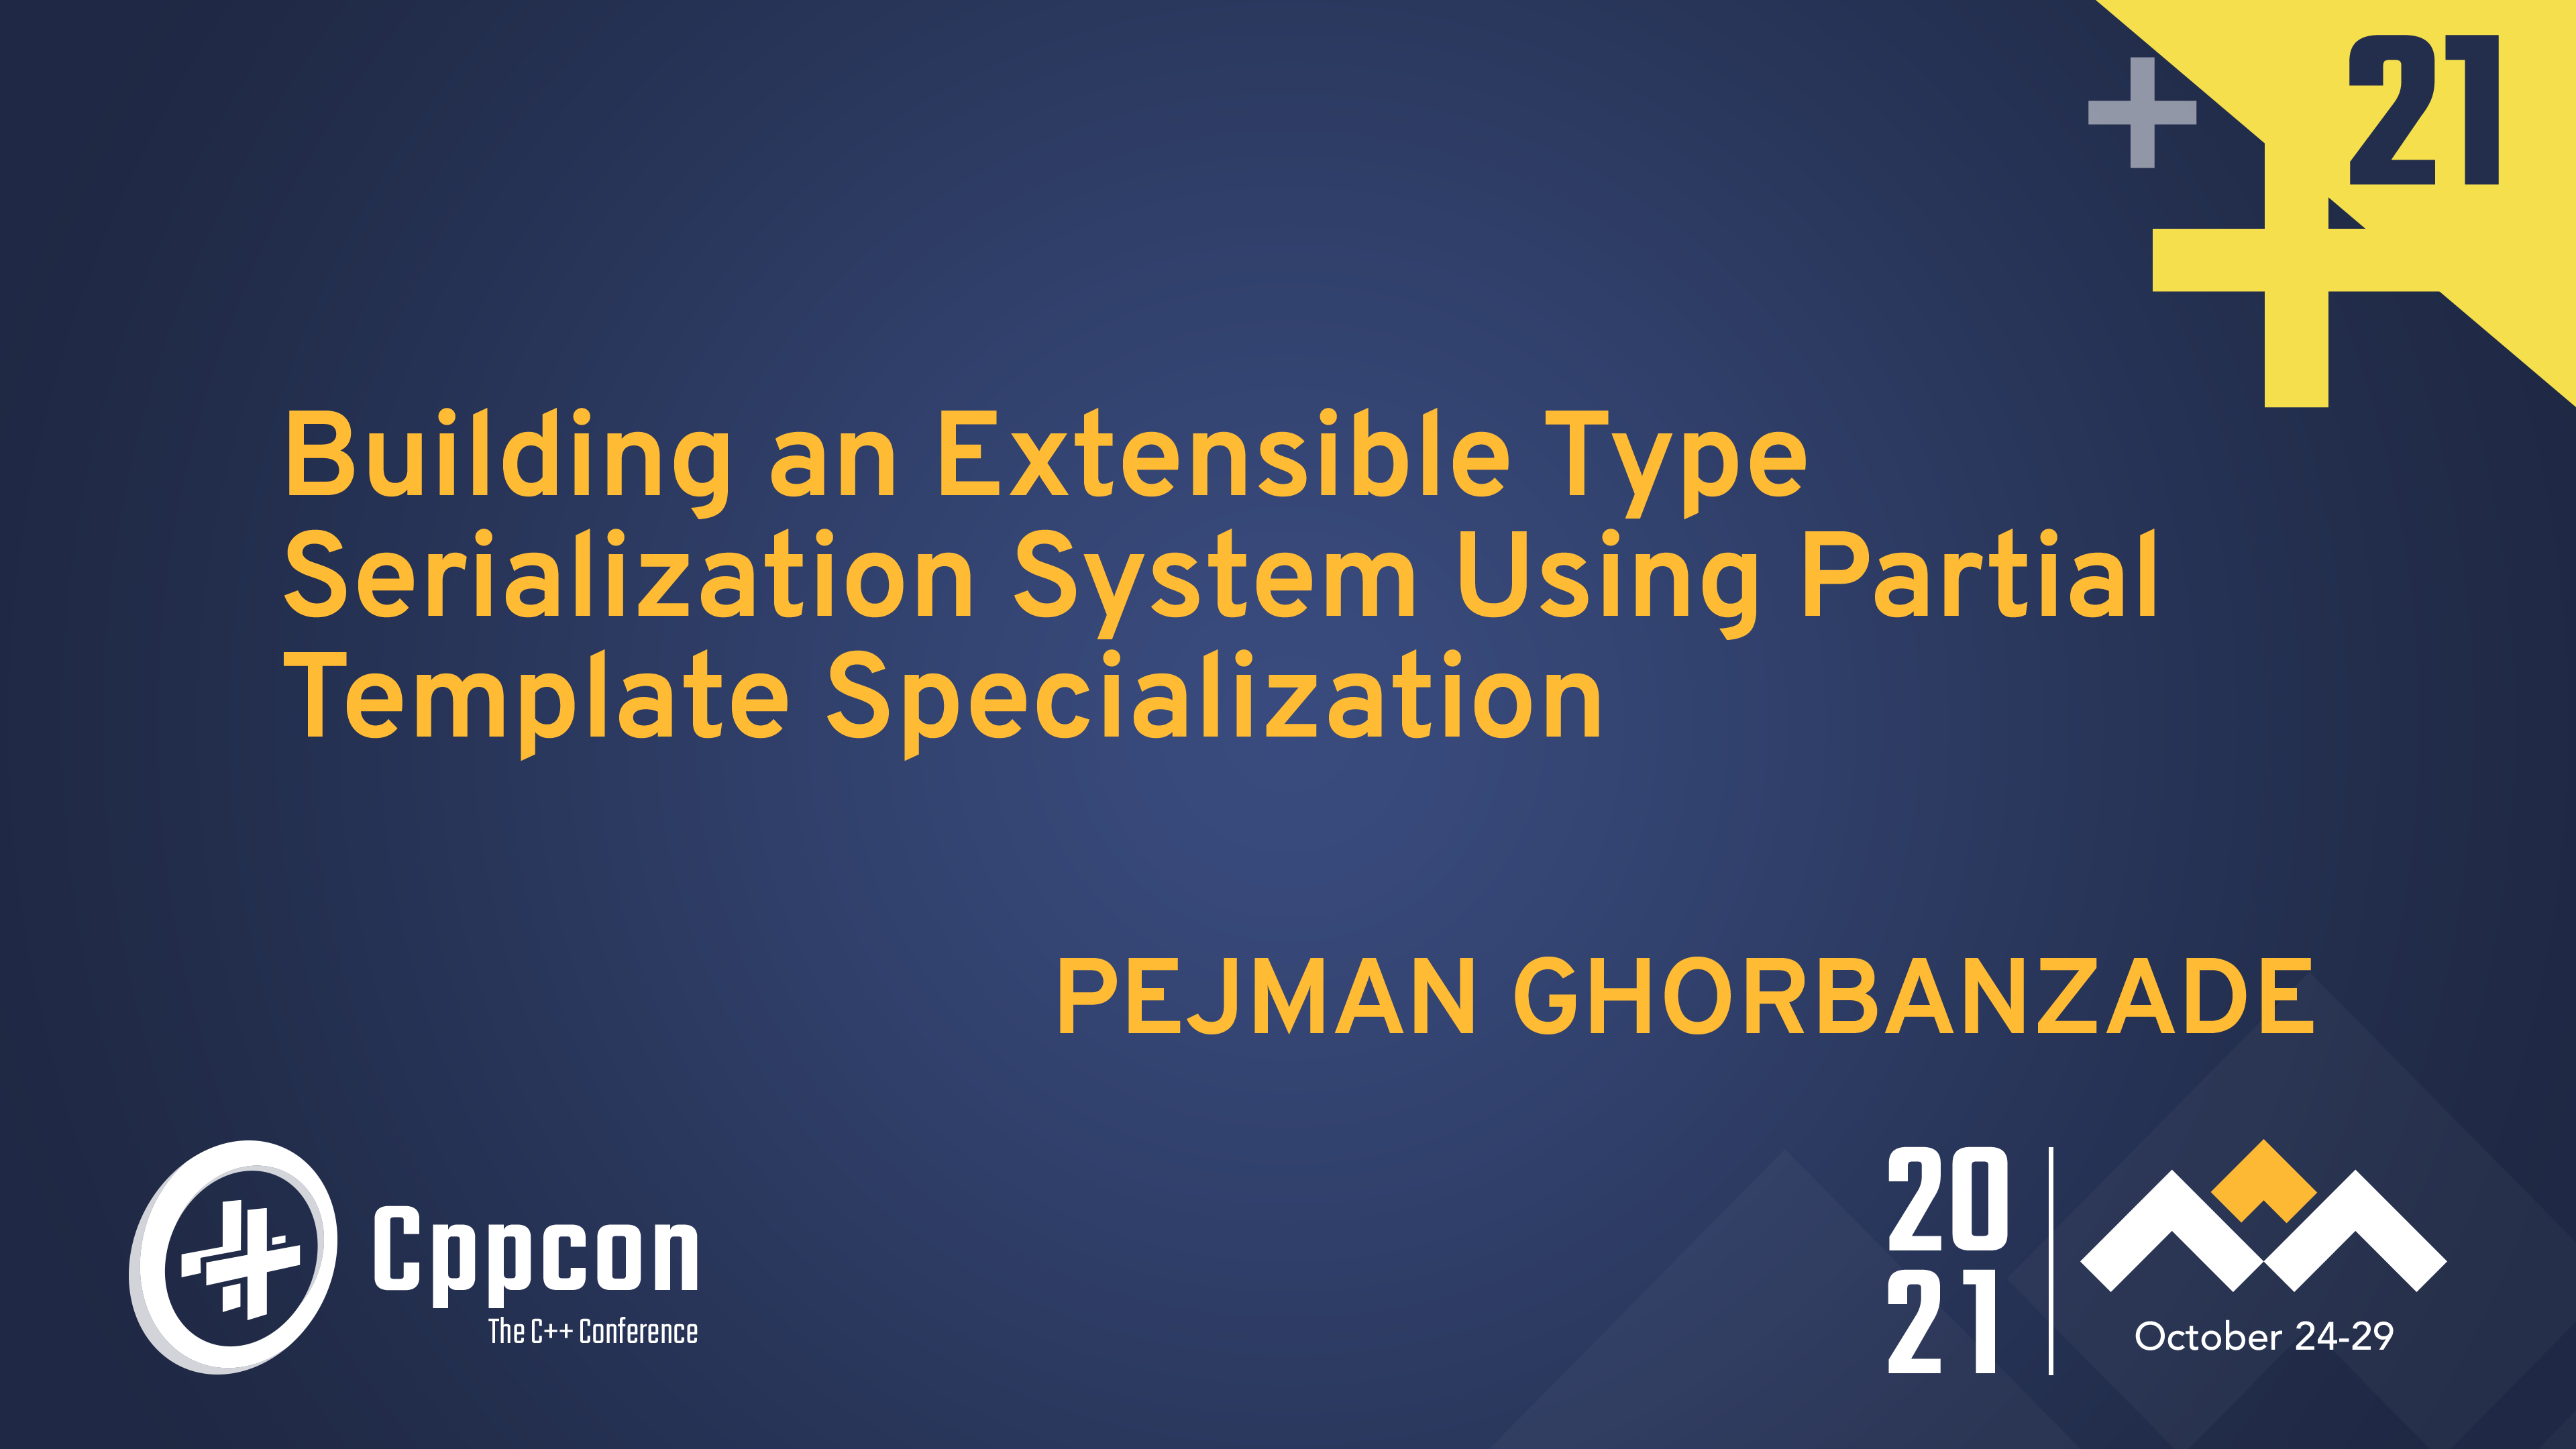 21
Building an Extensible Type
Serialization System Using Partial
Template Specialization
PEJMAN GHORBANZADE
Cppcon
The C++ Conference
20
21
October 24-29